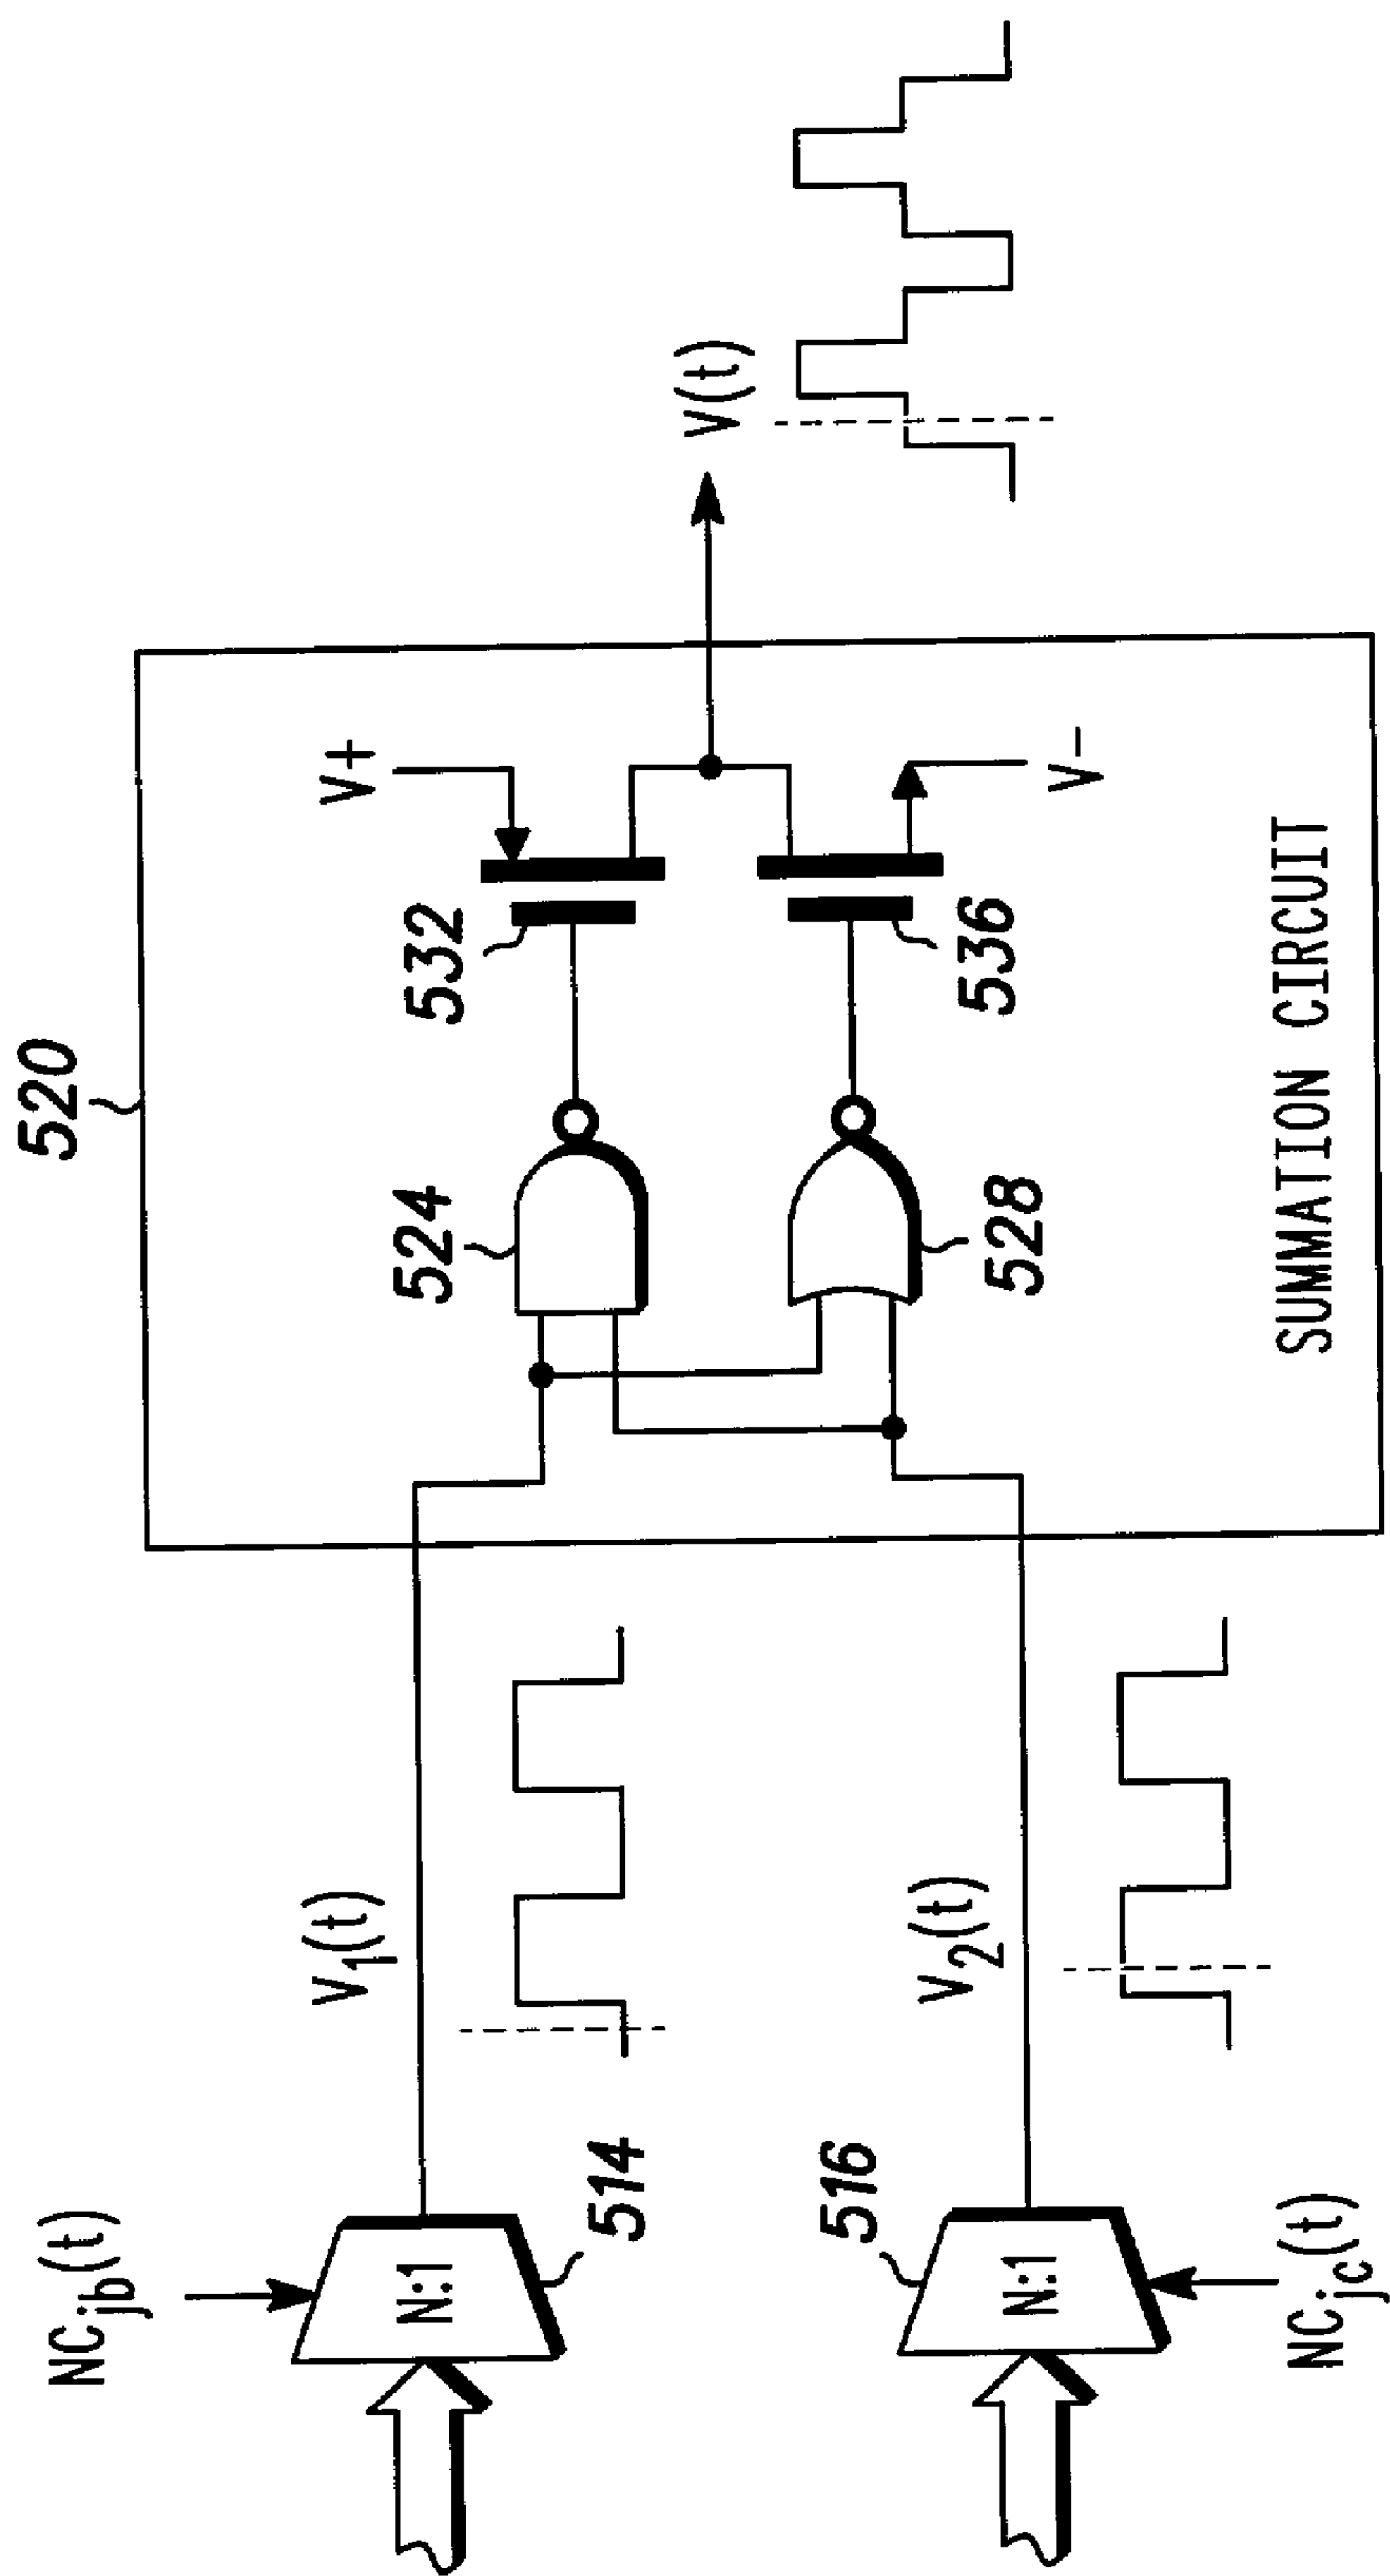 520
NC_jb(t)
N:1
514
V_1(t)
524
532
V+
V(t)
516
N:1
NC_jc(t)
V_2(t)
528
536
V-
SUMMATION CIRCUIT